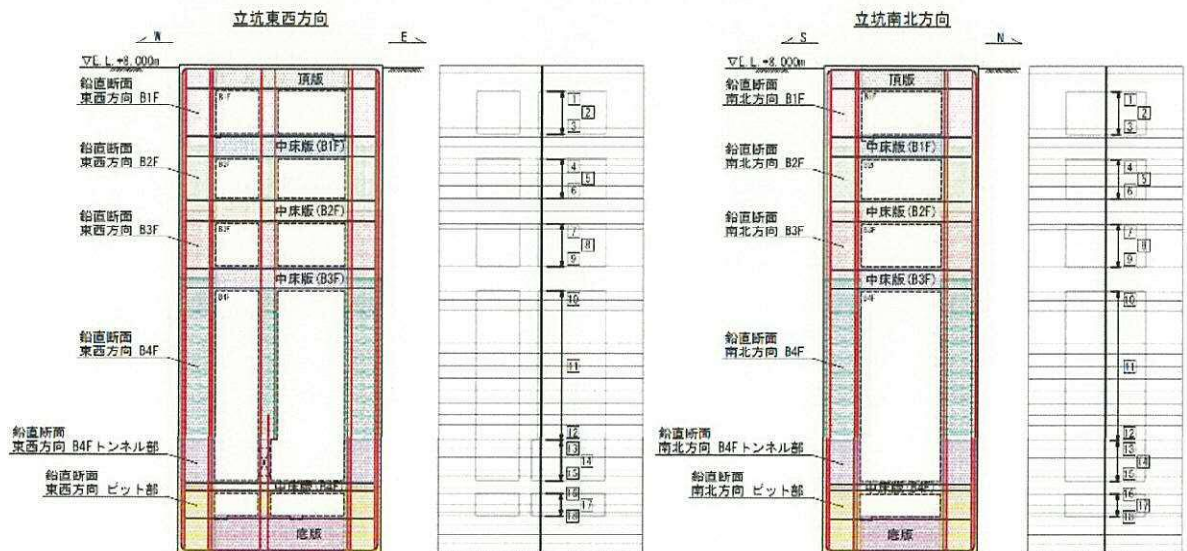 立坑東西方向
W
E
▽E.L.+8.000m
鉛直断面
東西方向 B1F
鉛直断面
東西方向 B2F
鉛直断面
東西方向 B3F
鉛直断面
東西方向 B4F
鉛直断面
東西方向 B4Fトンネル部
鉛直断面
東西方向 ピット部
頂版
B1F
中床版(B1F)
B2F
中床版(B2F)
B3F
中床版(B3F)
B4F
中床版(B4F)
底版
1
2
3
4
5
6
7
8
9
10
11
12
13
14
15
16
17
18
立坑南北方向
S
N
▽E.L.+8.000m
鉛直断面
南北方向 B1F
鉛直断面
南北方向 B2F
鉛直断面
南北方向 B3F
鉛直断面
南北方向 B4F
鉛直断面
南北方向 B4Fトンネル部
鉛直断面
南北方向 ピット部
頂版
B1F
中床版(B1F)
B2F
中床版(B2F)
B3F
中床版(B3F)
B4F
中床版(B4F)
底版
1
2
3
4
5
6
7
8
9
10
11
12
13
14
15
16
17
18